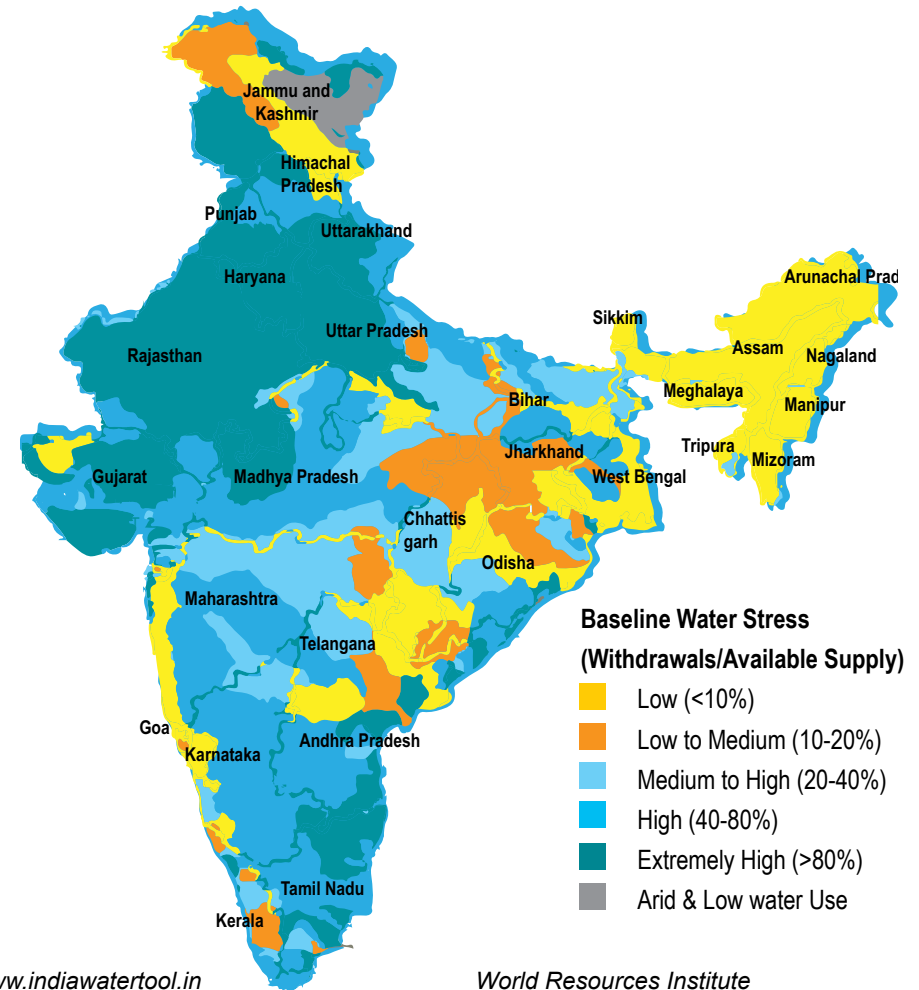 Jammu and
Kashmir
Himachal
Pradesh
Punjab
Uttarakhand
Haryana
Arunachal Prad
Sikkim
Uttar Pradesh
Assam
Rajasthan
Nagaland
Meghalaya
Bihar
Manipur
Tripura
Jharkhand
Mizoram
Gujarat
Madhya Pradesh
West Bengal
Chhattis
garh
Odisha
Maharashtra
Telangana
Goa
Andhra Pradesh
Karnataka
Tamil Nadu
Kerala
Baseline Water Stress
(Withdrawals/Available Supply)
Low (<10%)
Low to Medium (10-20%)
Medium to High (20-40%)
High (40-80%)
Extremely High (>80%)
Arid & Low water Use
ww.indiawatertool.in
World Resources Institute